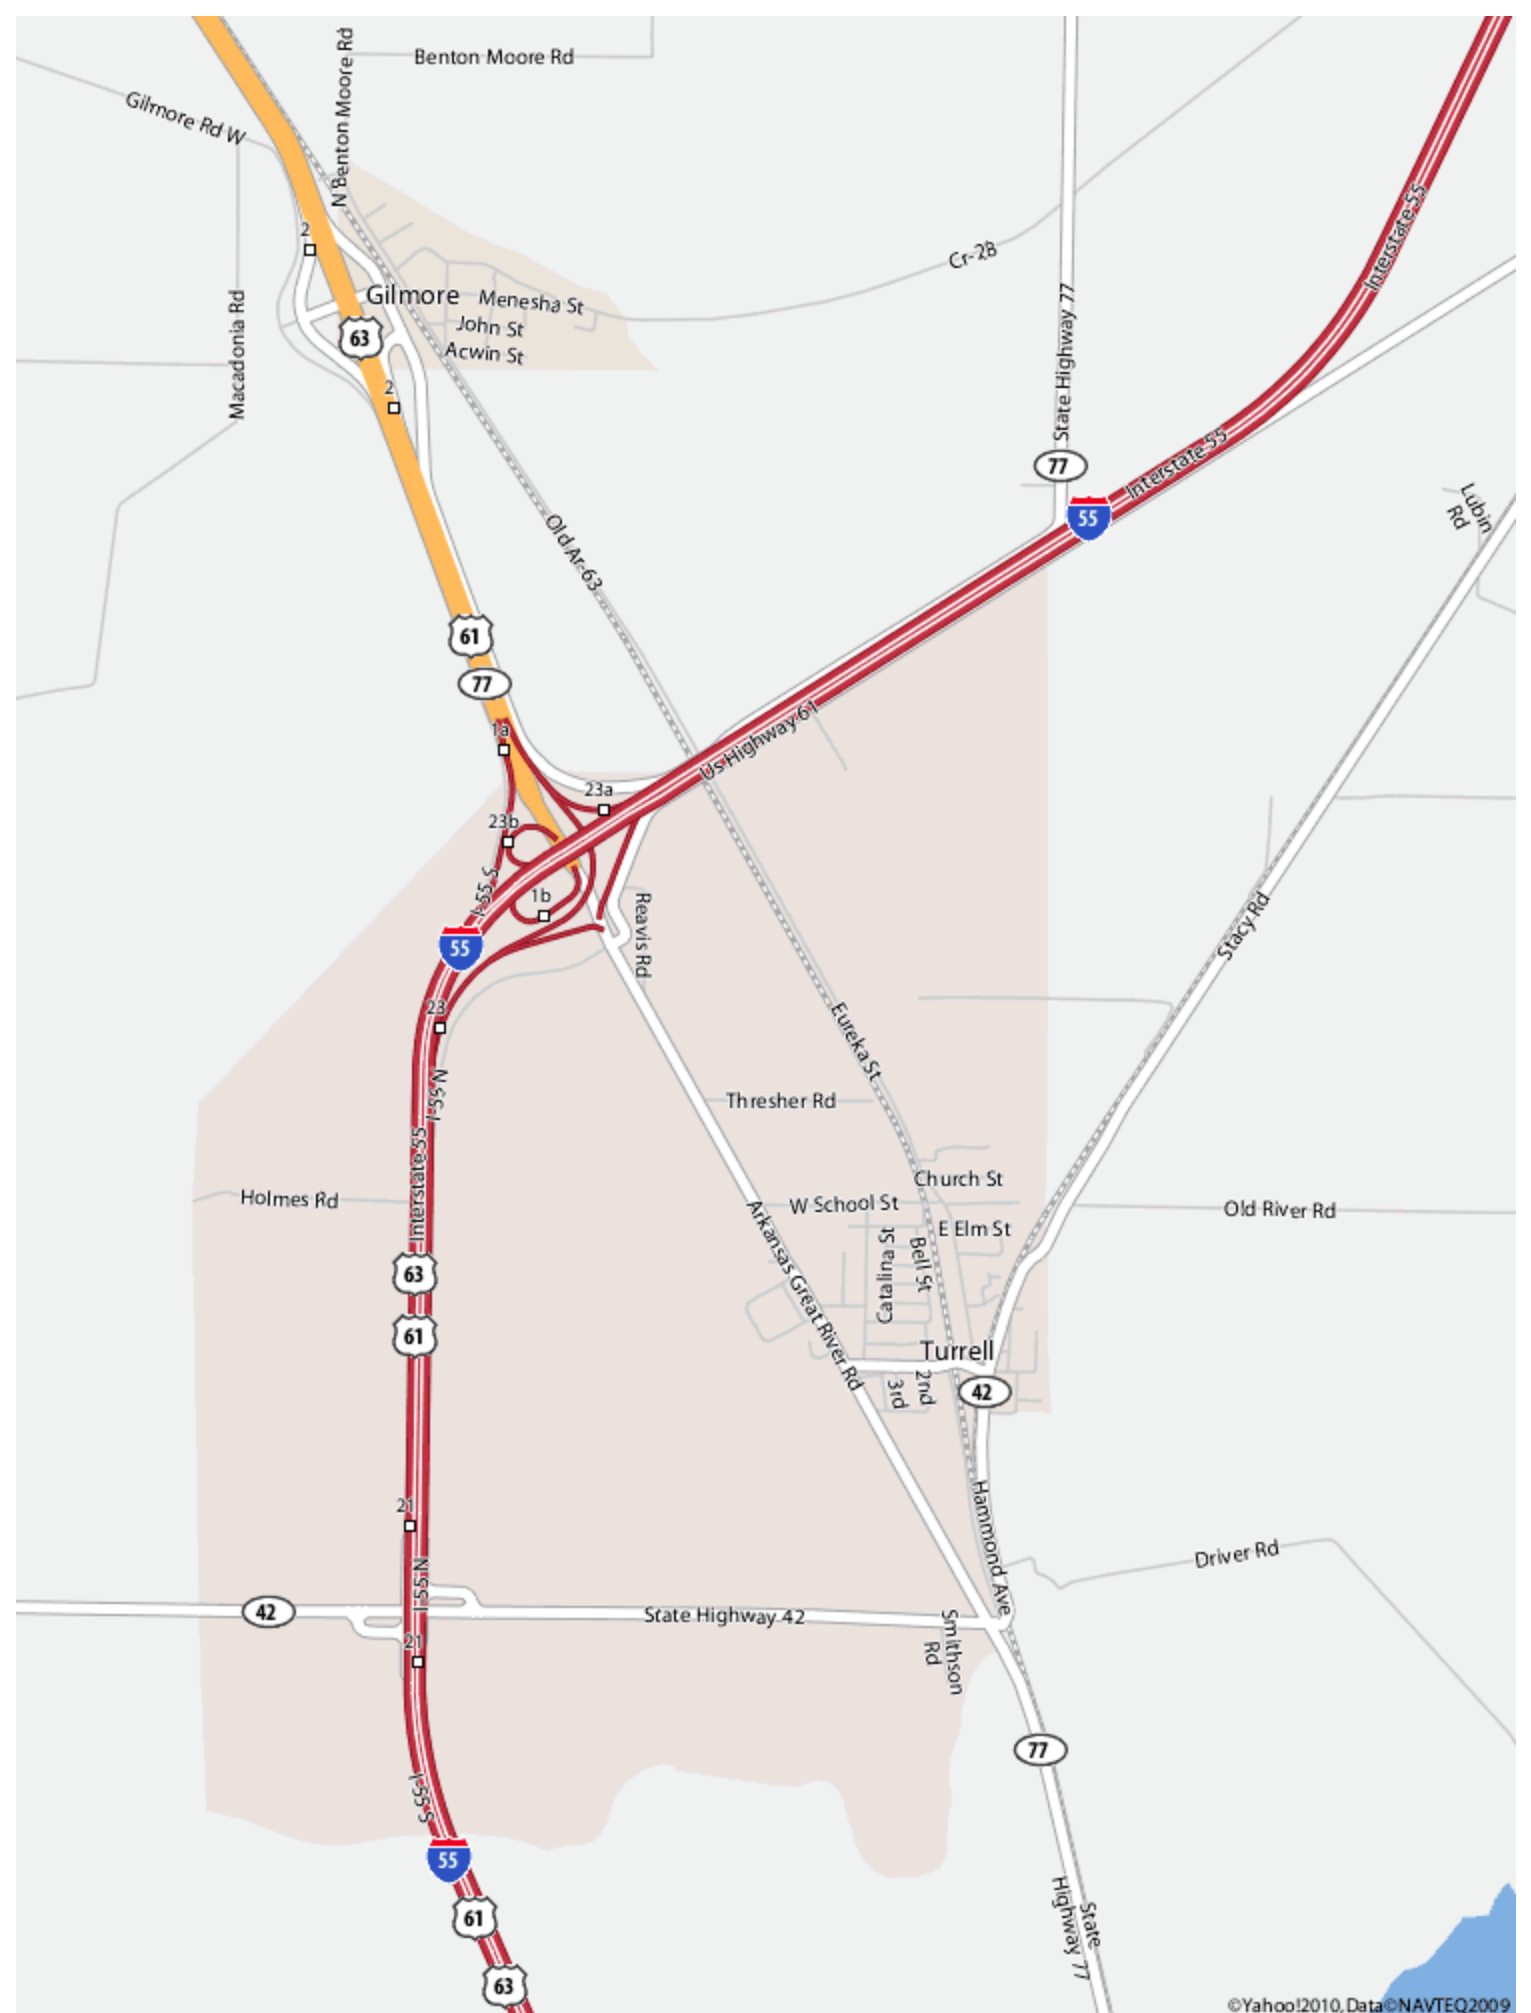 Benton Moore Rd
N Benton Moore Rd
Gilmore Rd W
2
Gilmore
Menesha St
John St
Acwin St
63
2
Macadonia Rd
Cr-28
State Highway 77
77
Interstate 55
Interstate 55
55
Lubin
Rd
Old Ar-63
61
77
1a
Us Highway 61
23a
23b
I-55 S
1b
Reavis Rd
55
23
I-55 N
Stacy Rd
Eureka St
Thresher Rd
Interstate 55
Holmes Rd
Church St
W School St
E Elm St
Old River Rd
Catalina St
Bell St
Arkansas Great River Rd
63
61
Turrell
3rd
2nd
42
Hammond Ave
21
I-55 N
Driver Rd
42
State Highway 42
21
Smithson
Rd
77
I-55 S
55
61
63
State
Highway 77
©Yahoo!2010,Data©NAVTEQ2009